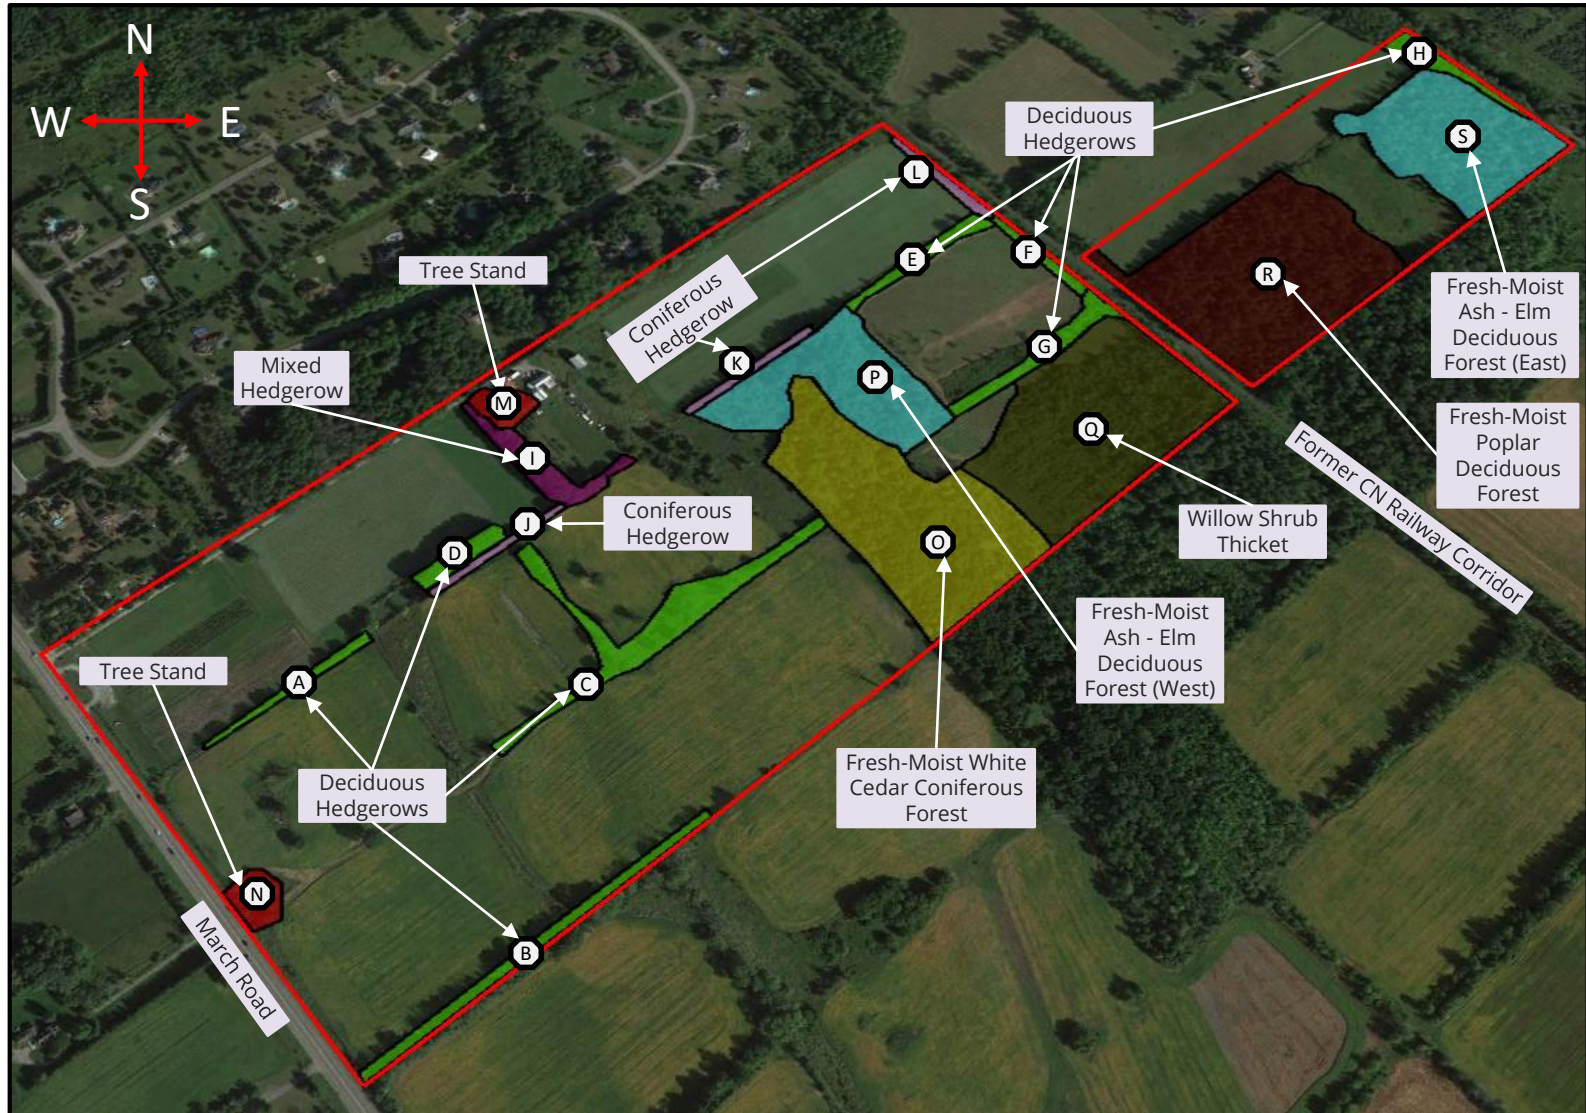 N
W
E
S
H
Deciduous
Hedgerows
S
L
E
F
R
Tree Stand
Coniferous
Hedgerow
Fresh-Moist
Ash - Elm
Deciduous
Forest (East)
Mixed
Hedgerow
K
G
P
M
Q
I
Fresh-Moist
Poplar
Deciduous
Forest
Former CN Railway Corridor
J
Coniferous
Hedgerow
Willow Shrub
Thicket
D
O
Fresh-Moist
Ash - Elm
Deciduous
Forest (West)
Tree Stand
A
C
Deciduous
Hedgerows
Fresh-Moist White
Cedar Coniferous
Forest
N
B
March Road